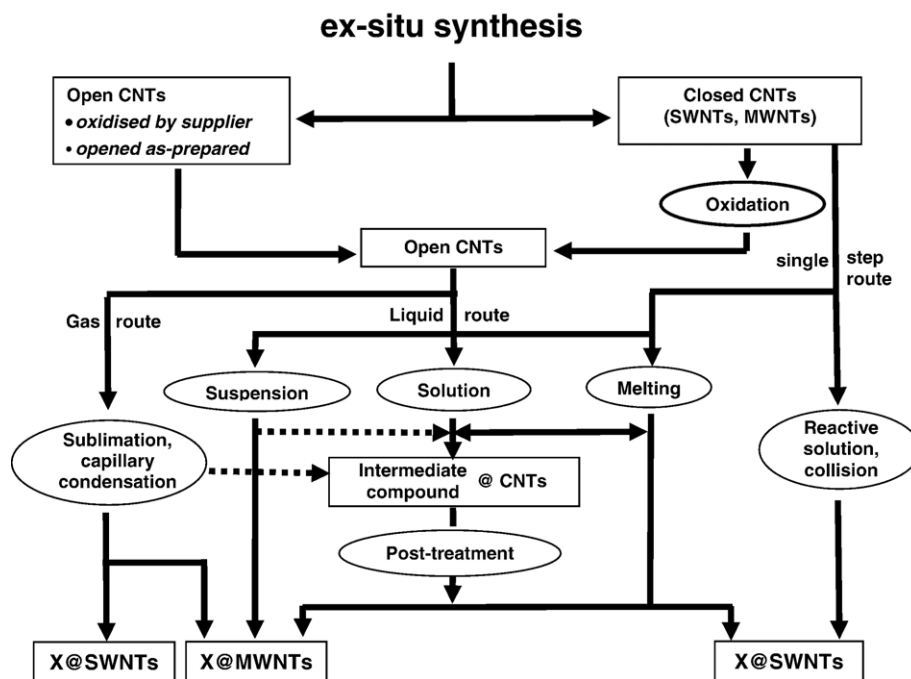 ex-situ synthesis
Open CNTs
• oxidised by supplier
• opened as-prepared
Closed CNTs
(SWNTs, MWNTs)
Oxidation
Open CNTs
single step
route
Gas route
Liquid route
Suspension
Solution
Melting
Sublimation,
capillary
condensation
Reactive
solution,
collision
Intermediate
compound @ CNTs
Post-treatment
X@SWNTs
X@MWNTs
X@SWNTs